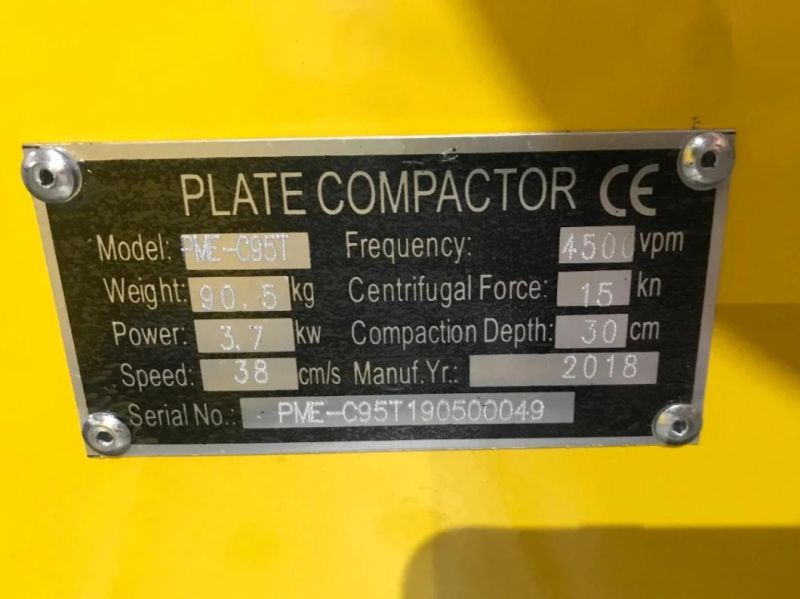 PLATE COMPACTOR CE
Model: PME-C95T Frequency: 4500 vpm
Weight: 90.5 kg Centrifugal Force: 15 kn
Power: 3.7 kw Compaction Depth: 30 cm
Speed: 38 cm/s Manuf.Yr.: 2018
Serial No.: PME-C95T190500049